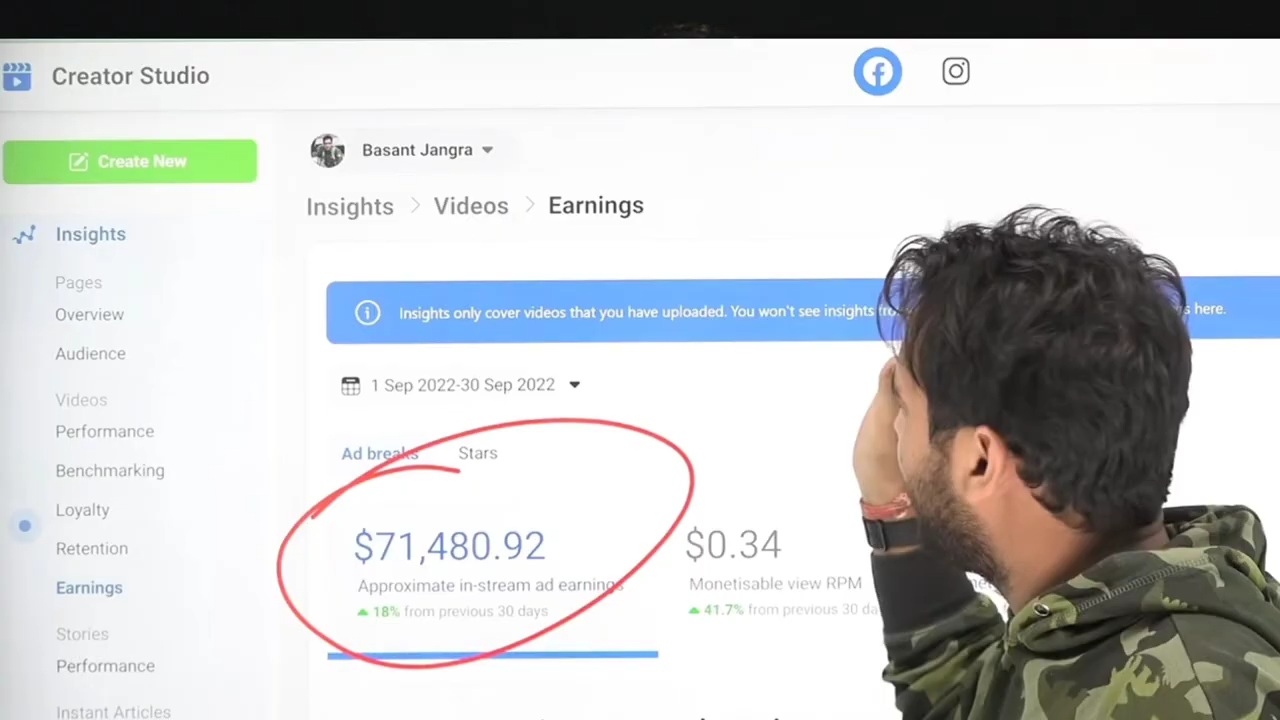 Creator Studio
Create New
Basant Jangra
Insights > Videos > Earnings
Insights
Pages
Overview
Audience
Videos
Performance
Benchmarking
Loyalty
Retention
Earnings
Stories
Performance
Instant Articles
Insights only cover videos that you have uploaded. You won't see insights here.
1 Sep 2022-30 Sep 2022
Ad breaks Stars
$71,480.92
Approximate in-stream ad earnings
18% from previous 30 days
$0.34
Monetisable view RPM
41.7% from previous 30 da